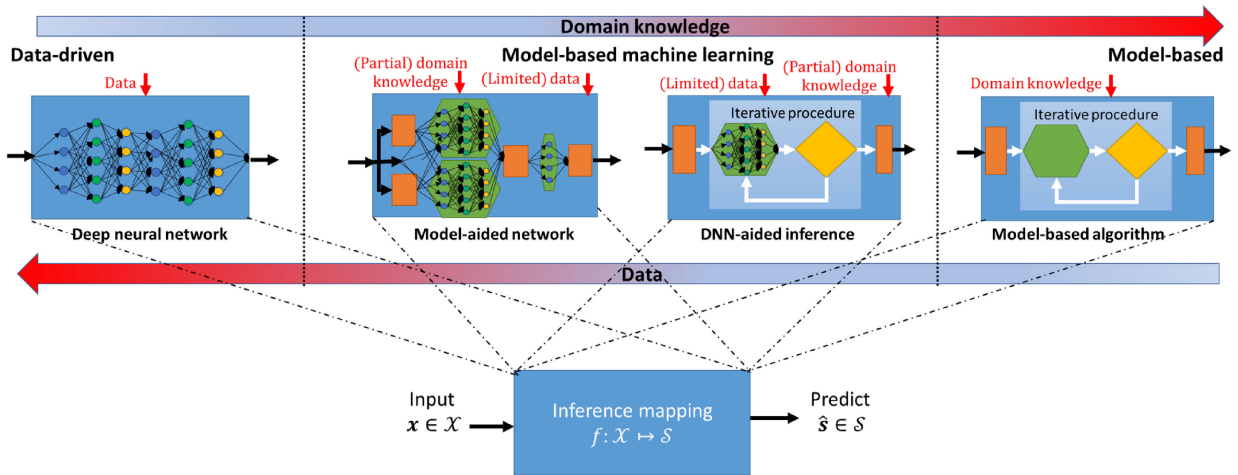 Domain knowledge
Data-driven
Model-based machine learning
Model-based
Data
(Partial) domain
knowledge
(Limited) data
(Limited) data
(Partial) domain
knowledge
Domain knowledge
Iterative procedure
Iterative procedure
Deep neural network
Model-aided network
DNN-aided inference
Model-based algorithm
Data
Input
𝒙 ∈ 𝒳
Inference mapping
f: 𝒳 ↦ 𝒮
Predict
ŝ ∈ 𝒮